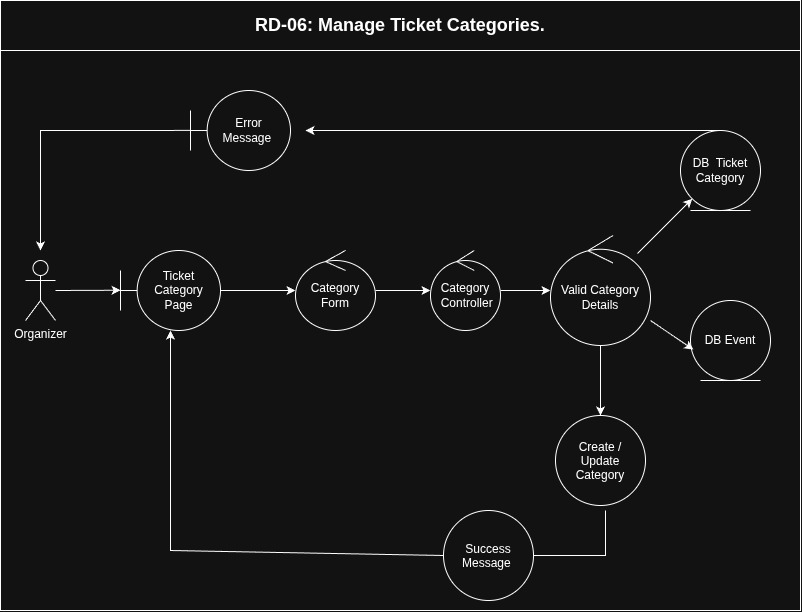 RD-06: Manage Ticket Categories.
Error
Message
DB Ticket
Category
Ticket
Category
Page
Category
Form
Category
Controller
Valid Category
Details
Organizer
DB Event
Create /
Update
Category
Success
Message